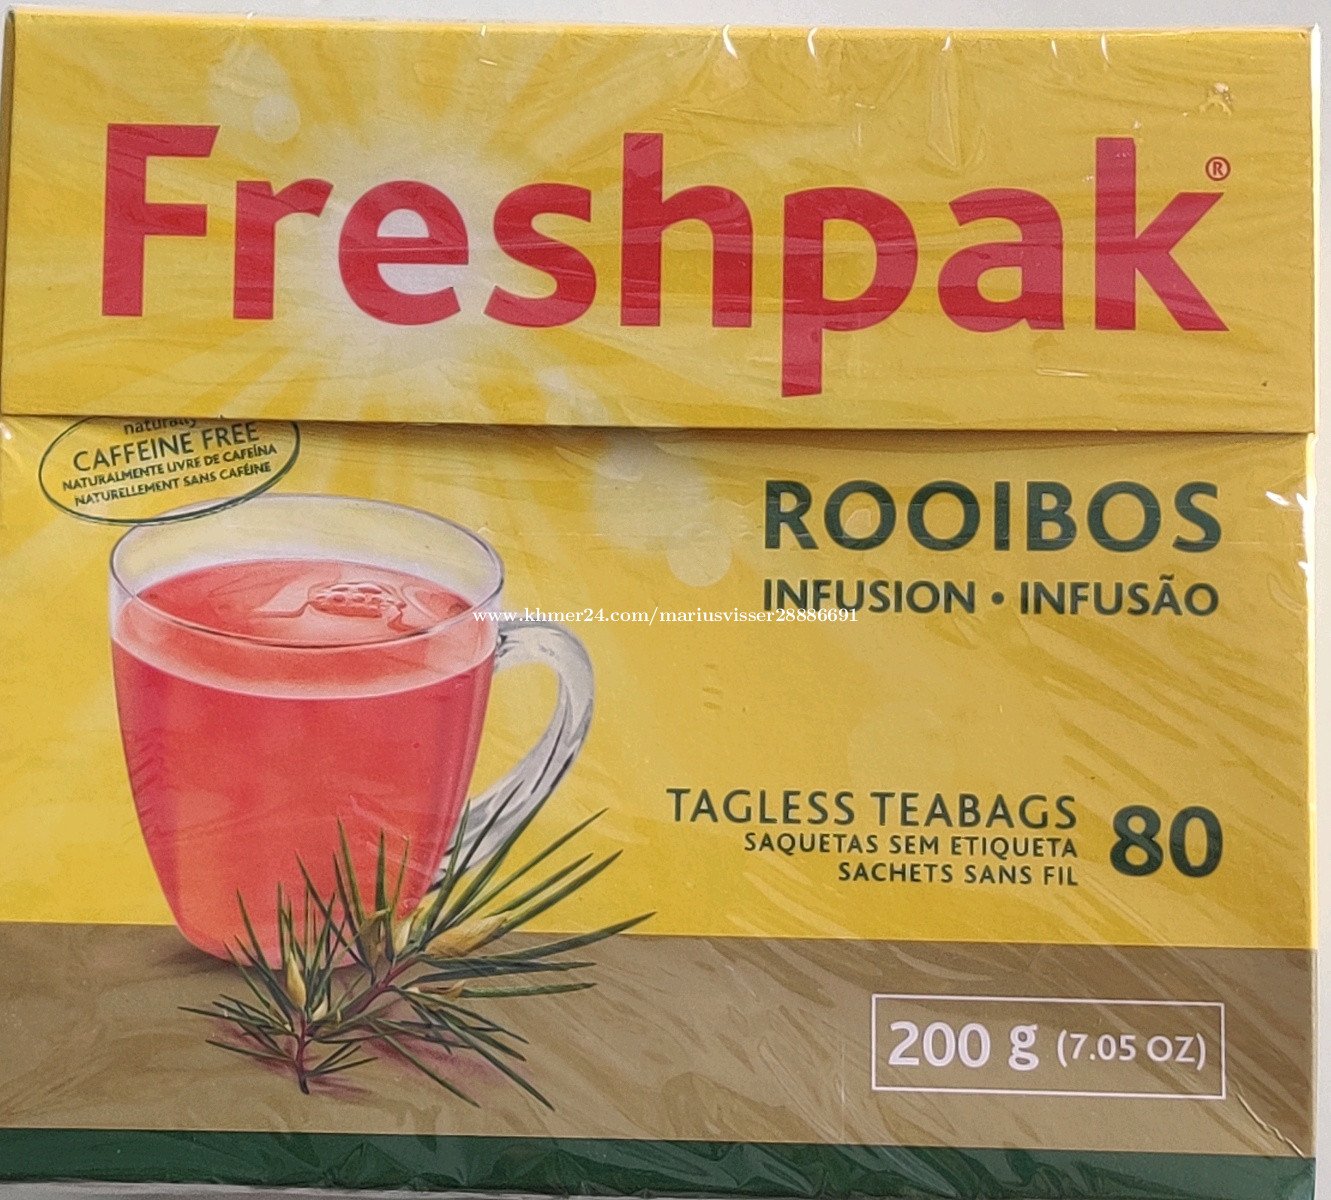 Freshpak®
naturally
CAFFEINE FREE
NATURALMENTE LIVRE DE CAFEÍNA
NATURELLEMENT SANS CAFÉINE
ROOIBOS
INFUSION • INFUSÃO
www.khmer24.com/mariusvisser28886691
TAGLESS TEABAGS 80
SAQUETAS SEM ETIQUETA
SACHETS SANS FIL
200 g (7.05 OZ)